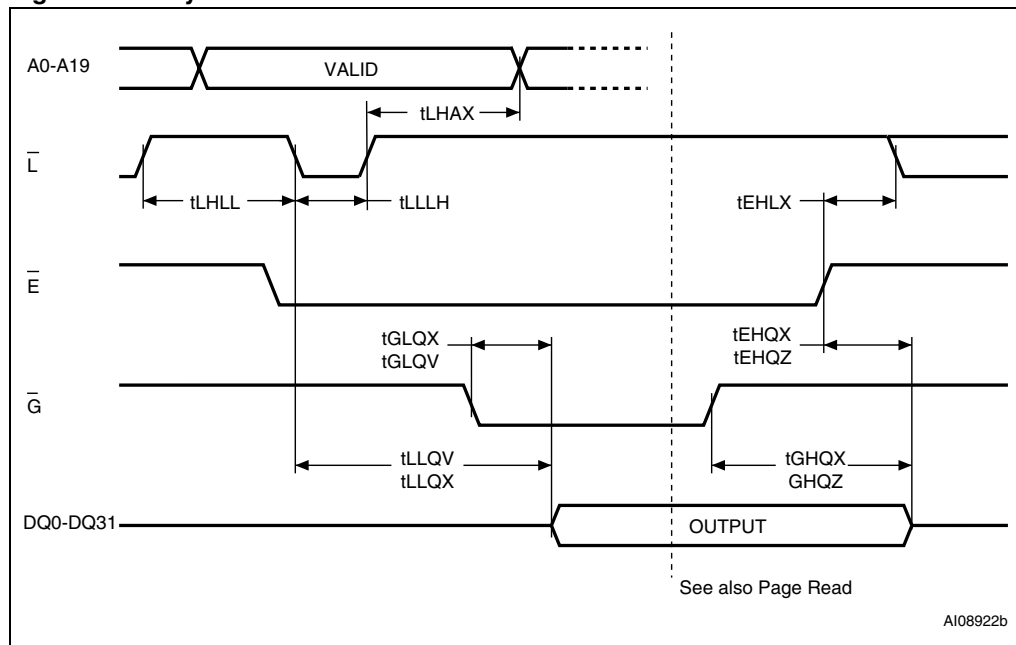 A0-A19
VALID
tLHAX
L
tLHLL
tLLLH
tEHLX
E
tGLQX
tGLQV
tEHQX
tEHQZ
G
tLLQV
tLLQX
tGHQX
GHQZ
DQ0-DQ31
OUTPUT
See also Page Read
AI08922b